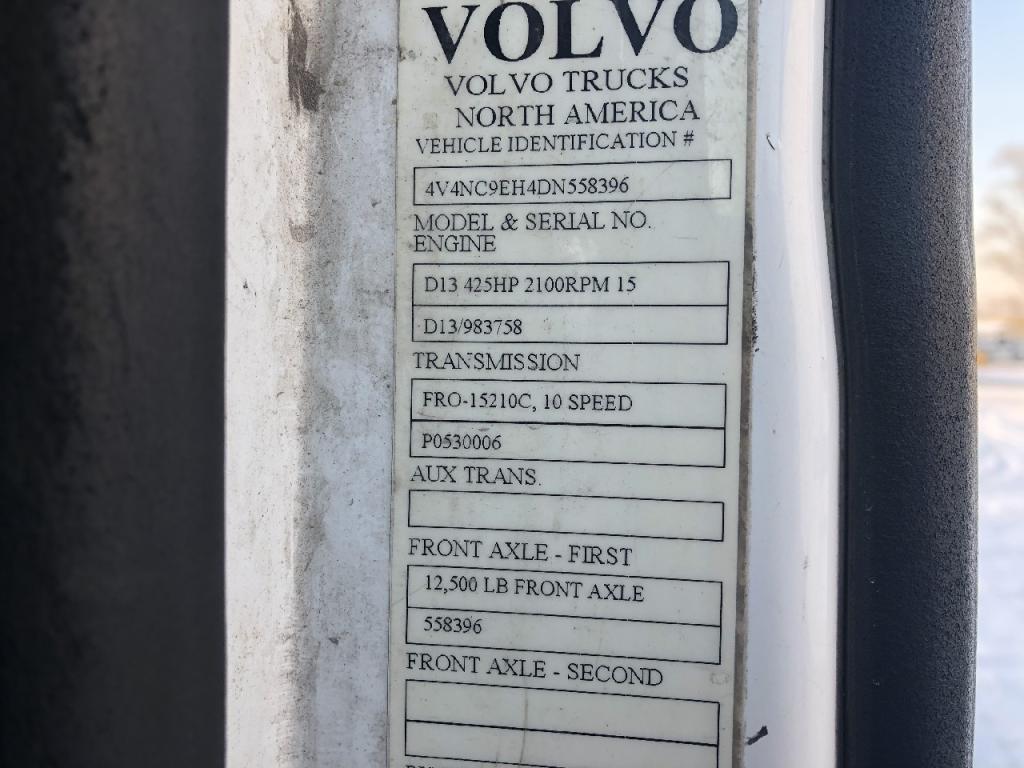 VOLVO
VOLVO TRUCKS
NORTH AMERICA
VEHICLE IDENTIFICATION #
4V4NC9EH4DN558396
MODEL & SERIAL NO.
ENGINE
D13 425HP 2100RPM 15
D13/983758
TRANSMISSION
FRO-15210C, 10 SPEED
P0530006
AUX TRANS.
FRONT AXLE - FIRST
12,500 LB FRONT AXLE
558396
FRONT AXLE - SECOND